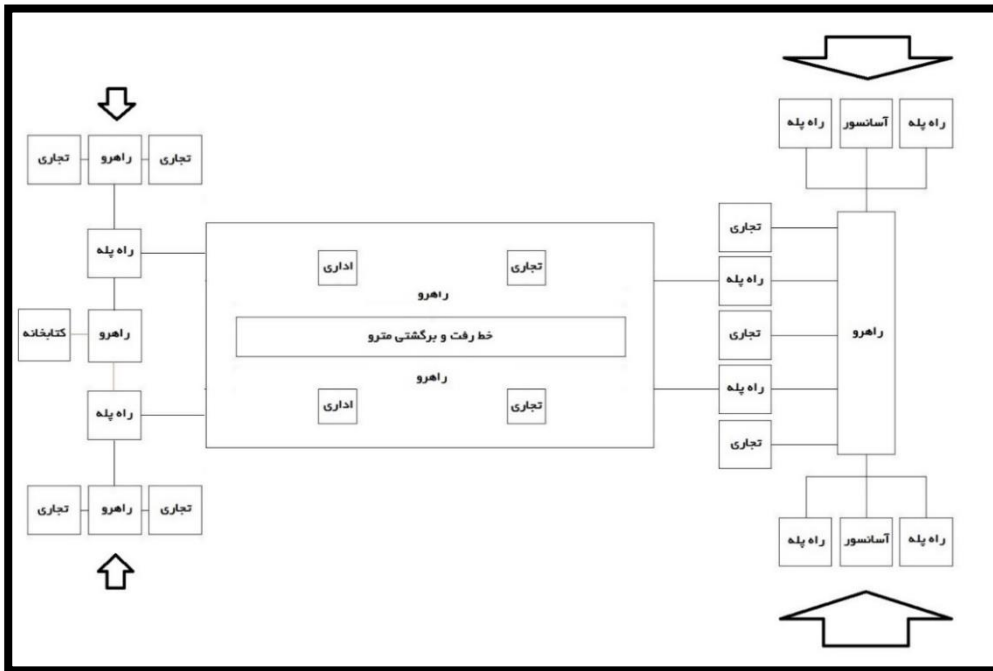 راه پله
آسانسور
راه پله
تجاری
راهرو
تجاری
تجاری
راه پله
راه پله
اداری
تجاری
راه پله
راهرو
کتابخانه
راهرو
خط رفت و برگشتی مترو
تجاری
راهرو
راهرو
راه پله
راه پله
اداری
تجاری
تجاری
تجاری
راهرو
تجاری
راه پله
آسانسور
راه پله